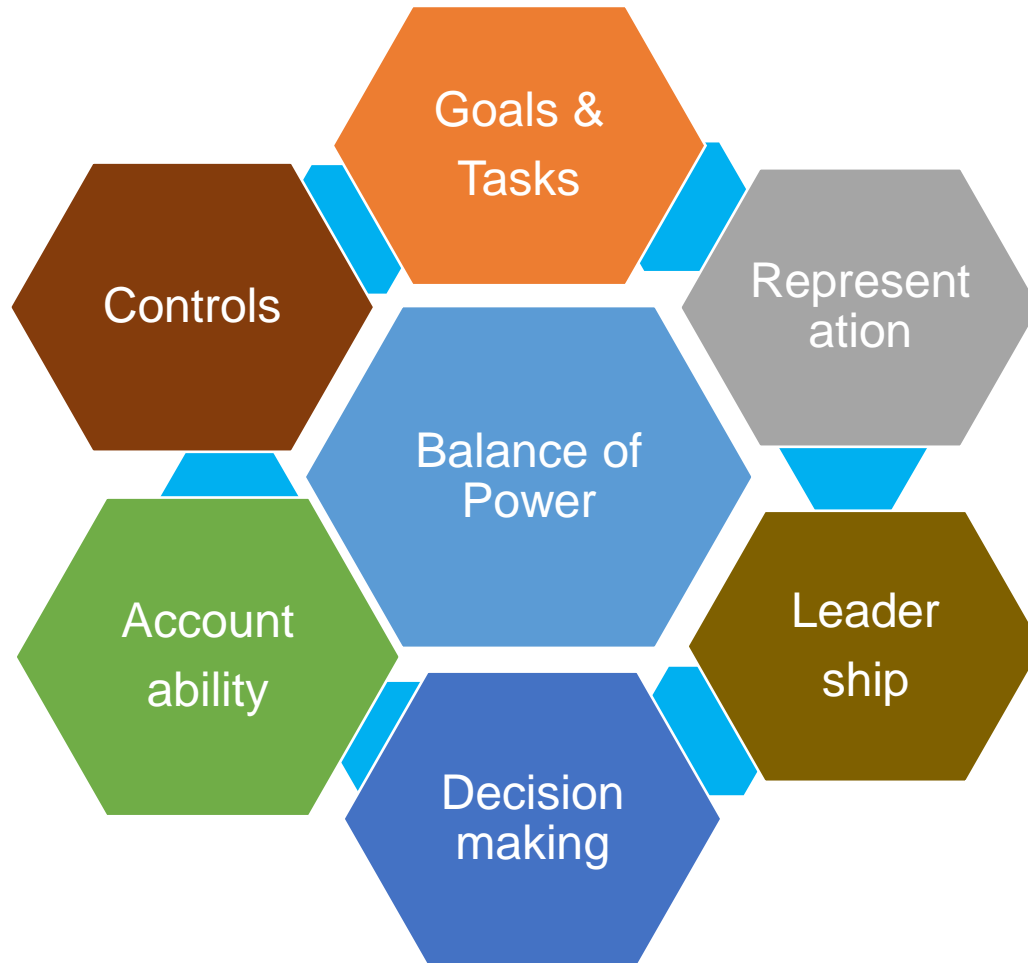 Goals &
Tasks
Controls
Represent
ation
Balance of
Power
Account
ability
Leader
ship
Decision
making